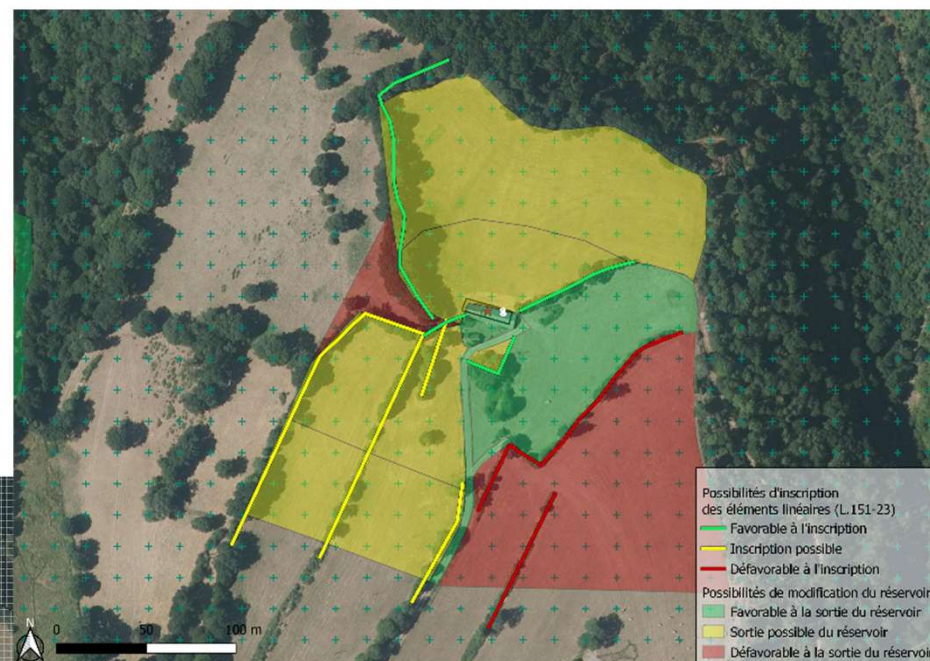 Possibilités d'inscription
des éléments linéaires (L.151-23)
Favorable à l'inscription
Inscription possible
Défavorable à l'inscription
Possibilités de modification du réservoir
Favorable à la sortie du réservoir
Sortie possible du réservoir
Défavorable à la sortie du réservoir
N
0 50 100 m